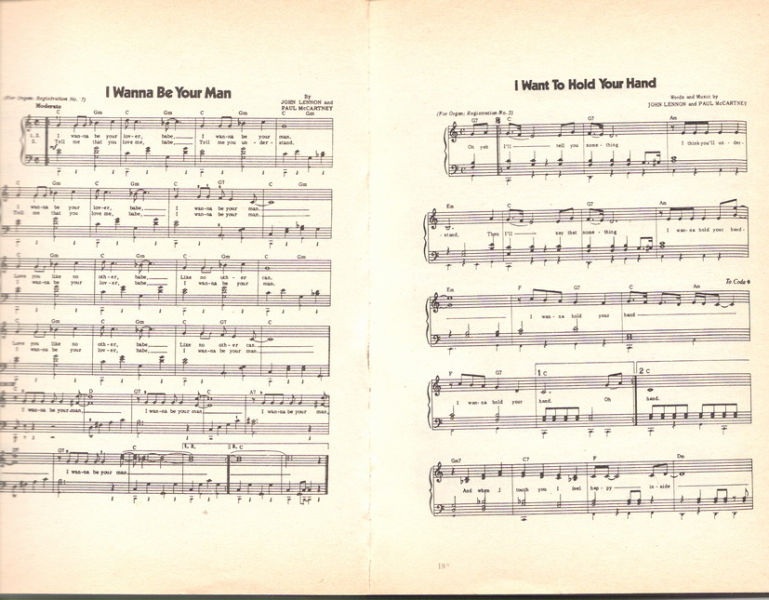 I Wanna Be Your Man
(For Organ: Registration No. 7)
Moderato
By
JOHN LENNON and
PAUL McCARTNEY
C Gm C Gm C Gm C Gm
1.3. I wan-na be your lov-er, babe, I wan-na be your man.
2. Tell me that you love me, babe, Tell me you un-der-stand.
C Gm C Gm C G7 C
I wan-na be your lov-er, babe, I wan-na be your man.
Tell me that you love me, babe, I wan-na be your man.
C Gm C Gm C Gm C Gm
Love you like no oth-er, babe, Like no oth-er can.
I wan-na be your lov-er, babe, I wan-na be your man.
C Gm C G7 C
Love you like no oth-er, babe, Like no oth-er can.
I wan-na be your lov-er, babe, I wan-na be your man.
D G7 C A7
I wan-na be your man, I wan-na be your man, I wan-na be your man,
G7 C
I wan-na be your man.
I Want To Hold Your Hand
Words and Music by
JOHN LENNON and PAUL McCARTNEY
(For Organ: Registration No. 2)
G7 C G7 Am
Oh yeh I'll tell you some-thing I think you'll un-der-
Em C G7 Am
-stand, Then I'll say that some-thing I wan-na hold your hand.
To Coda
Em F G7 C Am
I wan-na hold your hand
F G7 1 C 2 C
I wan-na hold your hand. Oh hand.
Gm7 C7 F Dm
And when I touch you I feel hap-py in-side